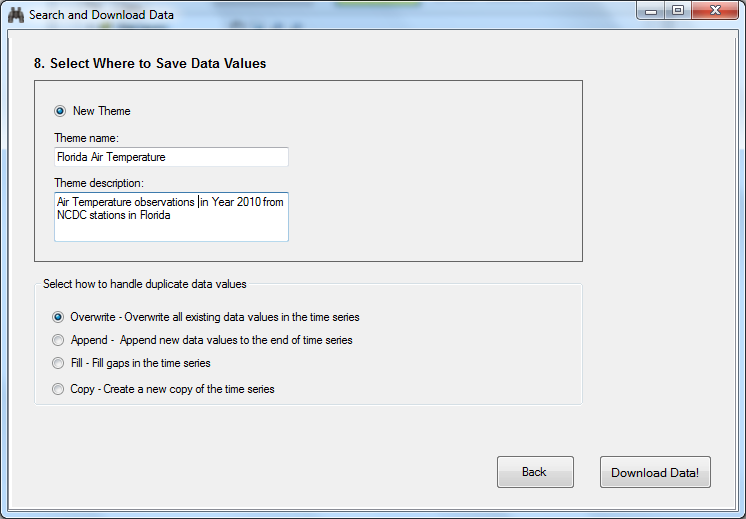 Search and Download Data
8. Select Where to Save Data Values
New Theme
Theme name:
Florida Air Temperature
Theme description:
Air Temperature observations in Year 2010 from
NCDC stations in Florida
Select how to handle duplicate data values
Overwrite - Overwrite all existing data values in the time series
Append - Append new data values to the end of time series
Fill - Fill gaps in the time series
Copy - Create a new copy of the time series
Back
Download Data!